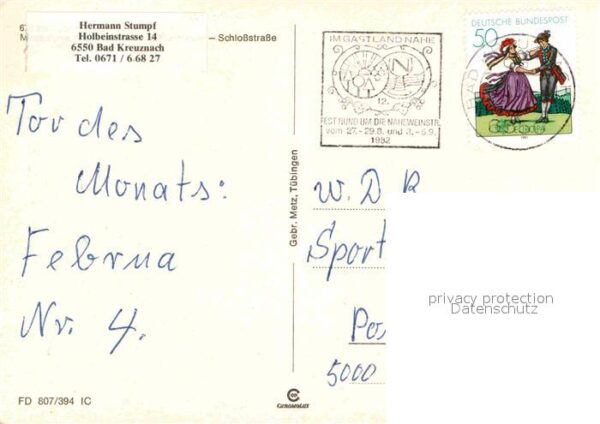 Hermann Stumpf
Holbeinstrasse 14
6550 Bad Kreuznach
Tel. 0671 / 6 68 27
– Schloßstraße
Tor des
Monats:
Februa
Nr. 4.
FD 807/394 IC
Gebr. Metz, Tübingen
IM GASTLAND NAHE
12.
FEST RUND UM DIE NAHEWEINSTR.
vom 27.-29.8. und 3.-5.9.
1982
DEUTSCHE BUNDESPOST
50
W. D R
Sport
Pos
5000
privacy protection
Datenschutz